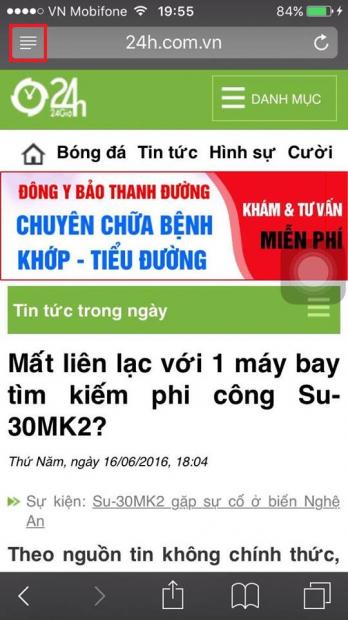 VN Mobifone 19:55 84%
24h.com.vn
24h
24Giờ
DANH MỤC
Bóng đá Tin tức Hình sự Cười
ĐÔNG Y BẢO THANH ĐƯỜNG
CHUYÊN CHỮA BỆNH
KHỚP - TIỂU ĐƯỜNG
KHÁM & TƯ VẤN
MIỄN PHÍ
Tin tức trong ngày
Mất liên lạc với 1 máy bay
tìm kiếm phi công Su-
30MK2?
Thứ Năm, ngày 16/06/2016, 18:04
Sự kiện: Su-30MK2 gặp sự cố ở biển Nghệ
An
Theo nguồn tin không chính thức,